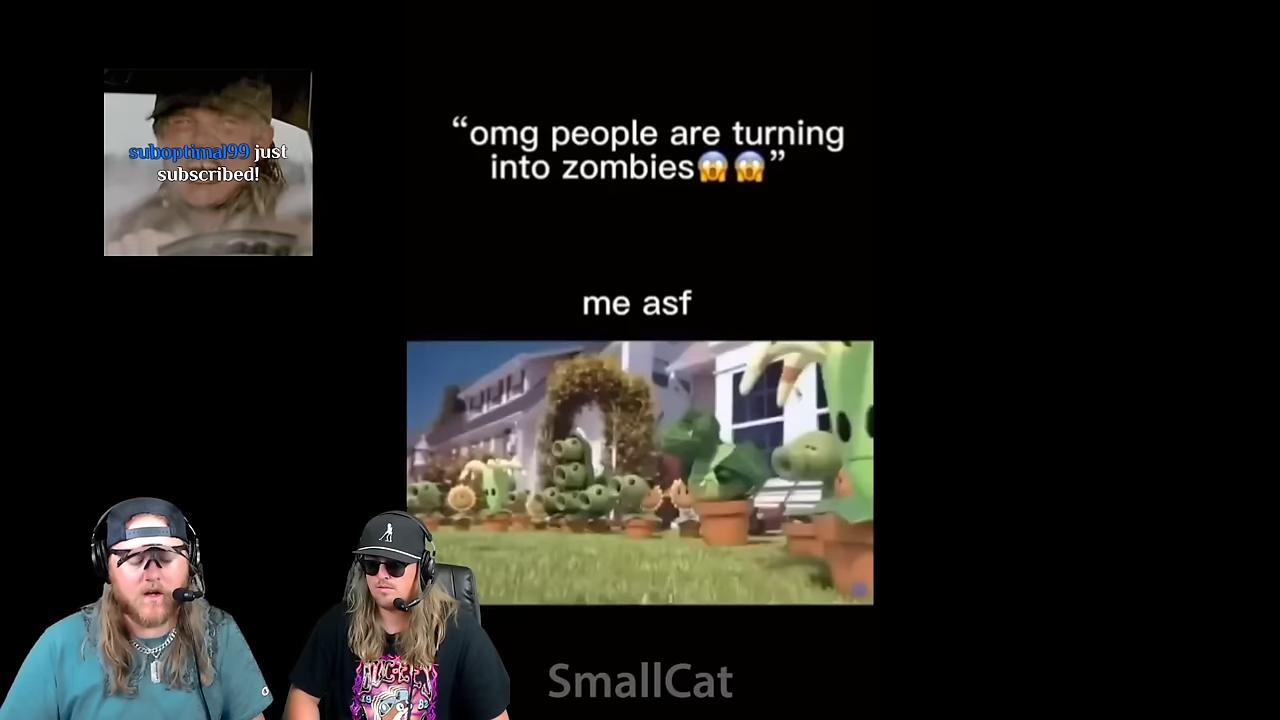 suboptimal99 just
subscribed!
“omg people are turning
into zombies😱😱”
me asf
SmallCat